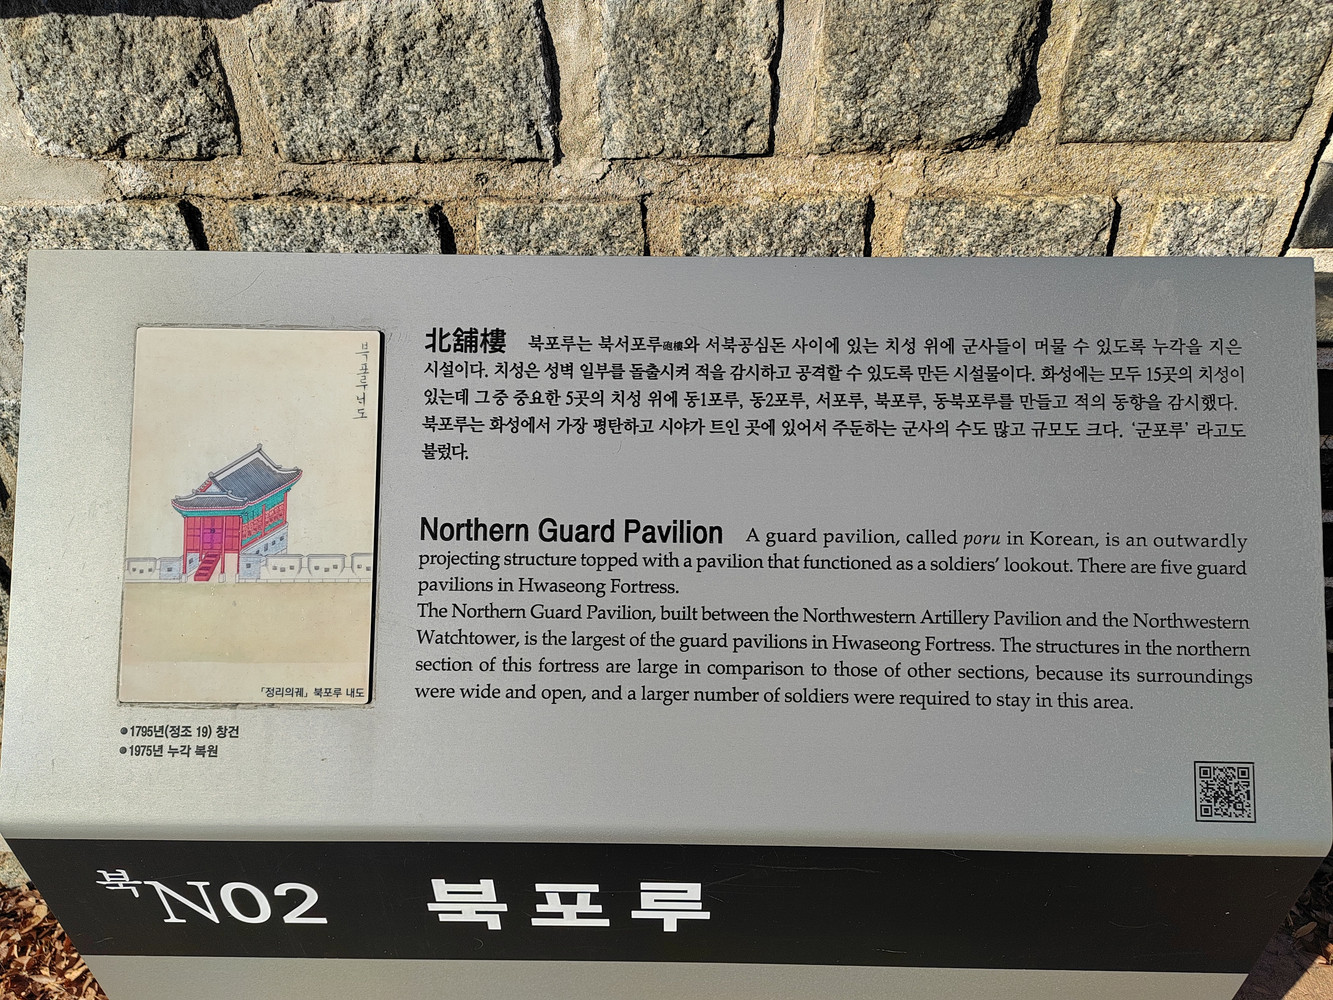 北舖樓 북포루는 북서포루砲樓와 서북공심돈 사이에 있는 치성 위에 군사들이 머물 수 있도록 누각을 지은
시설이다. 치성은 성벽 일부를 돌출시켜 적을 감시하고 공격할 수 있도록 만든 시설물이다. 화성에는 모두 15곳의 치성이
있는데 그중 중요한 5곳의 치성 위에 동1포루, 동2포루, 서포루, 북포루, 동북포루를 만들고 적의 동향을 감시했다.
북포루는 화성에서 가장 평탄하고 시야가 트인 곳에 있어서 주둔하는 군사의 수도 많고 규모도 크다. ‘군포루’ 라고도
불렀다.
Northern Guard Pavilion A guard pavilion, called poru in Korean, is an outwardly
projecting structure topped with a pavilion that functioned as a soldiers’ lookout. There are five guard
pavilions in Hwaseong Fortress.
The Northern Guard Pavilion, built between the Northwestern Artillery Pavilion and the Northwestern
Watchtower, is the largest of the guard pavilions in Hwaseong Fortress. The structures in the northern
section of this fortress are large in comparison to those of other sections, because its surroundings
were wide and open, and a larger number of soldiers were required to stay in this area.
북포루 내도
「정리의궤」 북포루 내도
1795년(정조 19) 창건
1975년 누각 복원
북N02 북포루